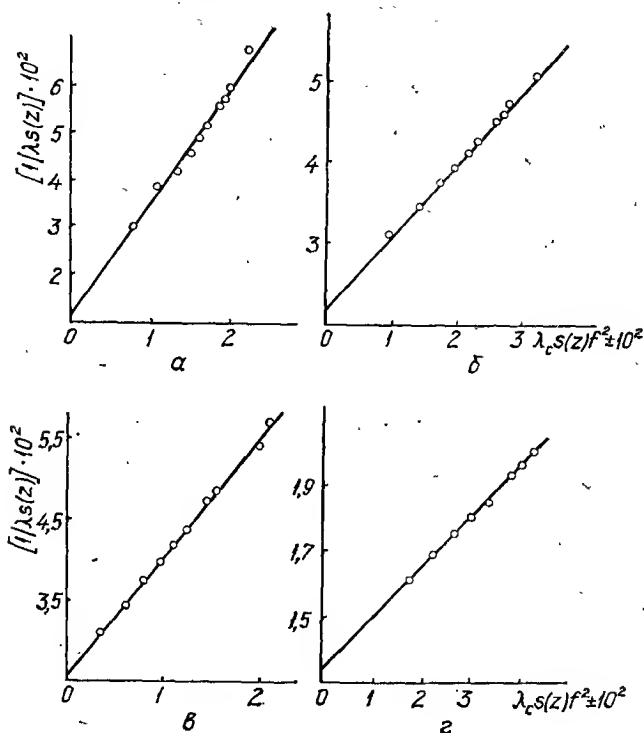 [1/λs(z)]·10²
6
5
4
3
2
0 1 2
а
5
4
3
0 1 2 3 λ_c s(z)f²±10²
б
[1/λs(z)]·10²
5,5
4,5
3,5
0 1 2
в
1,9
1,7
1,5
0 1 2 3 4 λ_c s(z)f²±10²
г